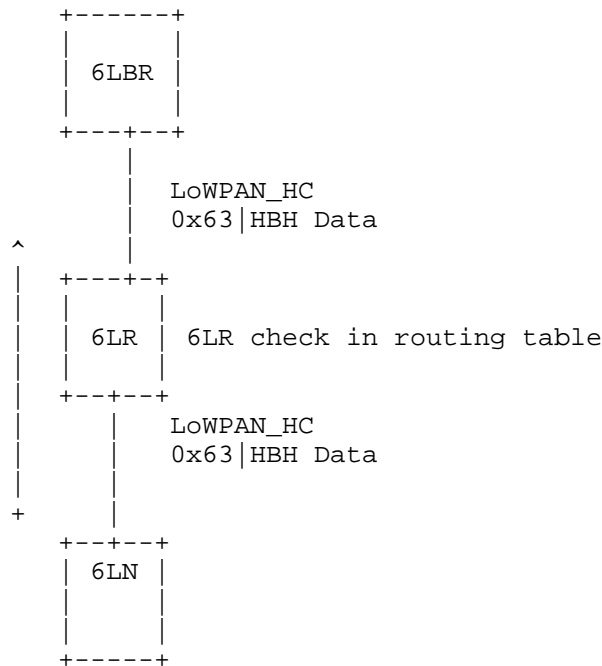 6LBR
LoWPAN_HC
0x63|HBH Data
6LR
6LR check in routing table
LoWPAN_HC
0x63|HBH Data
6LN